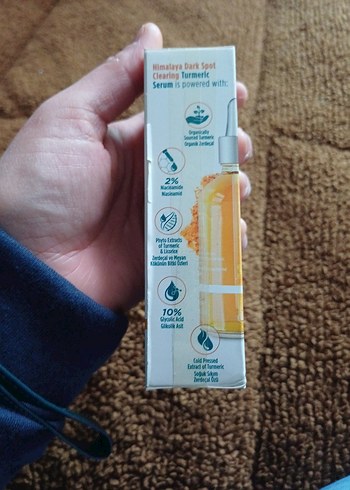 Himalaya Dark Spot
Clearing Turmeric
Serum is powered with:
Organically
Sourced Turmeric
Organik Zerdeçal
2%
Niacinamide
Niasinamid
Phyto Extracts
of Turmeric
& Licorice
Zerdeçal ve Meyan
Kökünün Bitki Özleri
10%
Glycolic Acid
Glikolik Asit
Cold Pressed
Extract of Turmeric
Soğuk Sıkım
Zerdeçal Özü